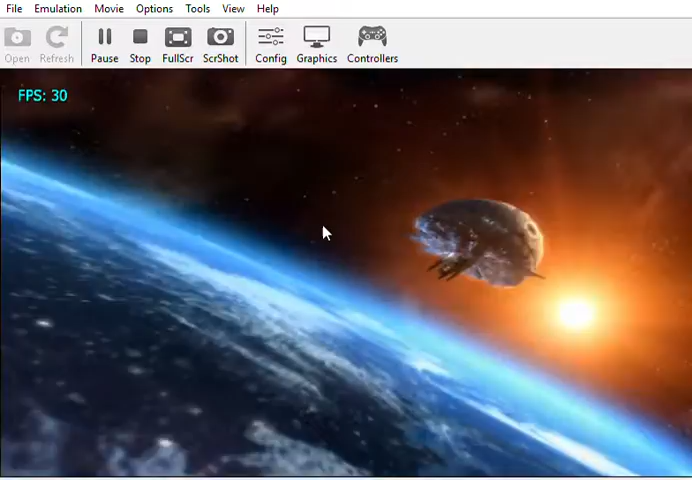 File Emulation Movie Options Tools View Help
Open Refresh Pause Stop FullScr ScrShot Config Graphics Controllers
FPS: 30